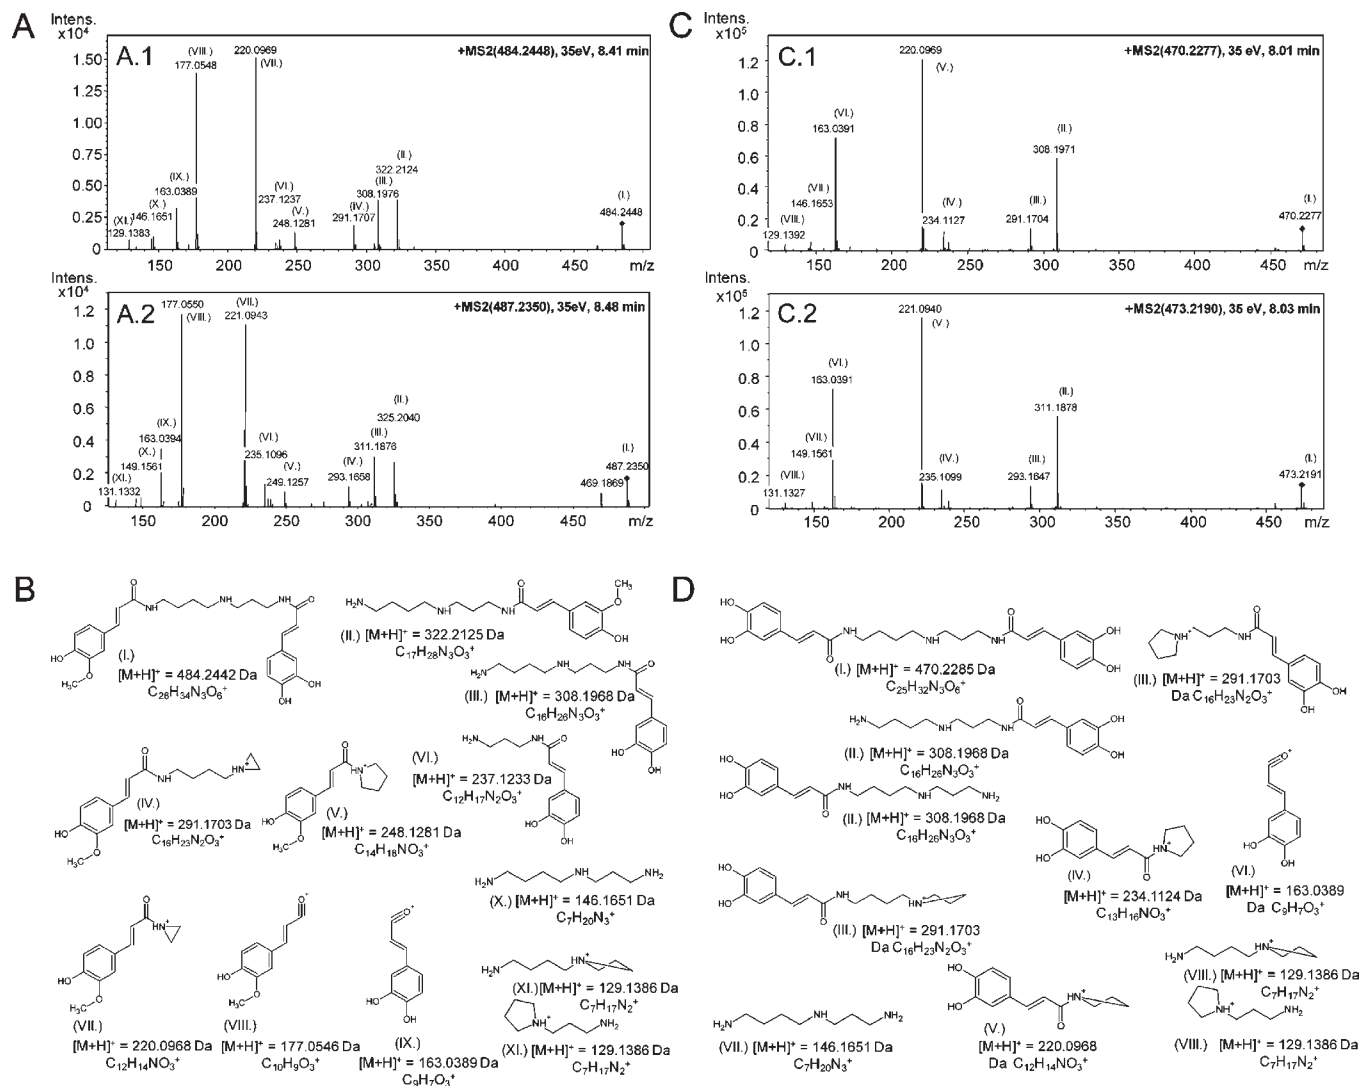 A
Intens.
x10⁴
A.1
+MS2(484.2448), 35eV, 8.41 min
1.50
1.25
1.00
0.75
0.50
0.25
0
(VIII.)
177.0548
220.0969
(VII.)
(IX.)
163.0389
(X.)
146.1651
(XI.)
129.1383
(VI.)
237.1237
(V.)
248.1281
(IV.)
291.1707
(III.)
308.1976
(II.)
322.2124
(I.)
484.2448
150 200 250 300 350 400 450 m/z
Intens.
x10⁴
A.2
+MS2(487.2350), 35eV, 8.48 min
1.2
1.0
0.8
0.6
0.4
0.2
0
177.0550
(VIII.)
(VII.)
221.0943
(IX.)
163.0394
(X.)
149.1561
(XI.)
131.1332
(VI.)
235.1096
(V.)
249.1257
(IV.)
293.1658
(III.)
311.1876
(II.)
325.2040
469.1869
(I.)
487.2350
150 200 250 300 350 400 450 m/z
C
Intens.
x10⁵
C.1
+MS2(470.2277), 35 eV, 8.01 min
1.2
1.0
0.8
0.6
0.4
0.2
0
220.0969
(V.)
(VI.)
163.0391
(VII.)
146.1653
(VIII.)
129.1392
(IV.)
234.1127
(III.)
291.1704
(II.)
308.1971
(I.)
470.2277
150 200 250 300 350 400 450 m/z
Intens.
x10⁵
C.2
+MS2(473.2190), 35 eV, 8.03 min
1.2
1.0
0.8
0.6
0.4
0.2
0
221.0940
(V.)
(VI.)
163.0391
(VII.)
149.1561
(VIII.)
131.1327
(IV.)
235.1099
(III.)
293.1647
(II.)
311.1878
(I.)
473.2191
150 200 250 300 350 400 450 m/z
B
(I.)
[M+H]⁺ = 484.2442 Da
C₂₆H₃₄N₃O₆⁺
(II.) [M+H]⁺ = 322.2125 Da
C₁₇H₂₈N₃O₃⁺
(III.) [M+H]⁺ = 308.1968 Da
C₁₆H₂₆N₃O₃⁺
(IV.)
[M+H]⁺ = 291.1703 Da
C₁₆H₂₃N₂O₃⁺
(V.)
[M+H]⁺ = 248.1281 Da
C₁₄H₁₈NO₃⁺
(VI.)
[M+H]⁺ = 237.1233 Da
C₁₂H₁₇N₂O₃⁺
(VII.)
[M+H]⁺ = 220.0968 Da
C₁₂H₁₄NO₃⁺
(VIII.)
[M+H]⁺ = 177.0546 Da
C₁₀H₉O₃⁺
(IX.)
[M+H]⁺ = 163.0389 Da
C₉H₇O₃⁺
(X.) [M+H]⁺ = 146.1651 Da
C₇H₂₀N₃⁺
(XI.) [M+H]⁺ = 129.1386 Da
C₇H₁₇N₂⁺
(XI.) [M+H]⁺ = 129.1386 Da
C₇H₁₇N₂⁺
D
(I.) [M+H]⁺ = 470.2285 Da
C₂₅H₃₂N₃O₆⁺
(II.) [M+H]⁺ = 308.1968 Da
C₁₆H₂₆N₃O₃⁺
(II.) [M+H]⁺ = 308.1968 Da
C₁₆H₂₆N₃O₃⁺
(III.) [M+H]⁺ = 291.1703
Da C₁₆H₂₃N₂O₃⁺
(III.) [M+H]⁺ = 291.1703
Da C₁₆H₂₃N₂O₃⁺
(IV.)
[M+H]⁺ = 234.1124 Da
C₁₃H₁₆NO₃⁺
(V.)
[M+H]⁺ = 220.0968
Da C₁₂H₁₄NO₃⁺
(VI.)
[M+H]⁺ = 163.0389
Da C₉H₇O₃⁺
(VII.) [M+H]⁺ = 146.1651 Da
C₇H₂₀N₃⁺
(VIII.) [M+H]⁺ = 129.1386 Da
C₇H₁₇N₂⁺
(VIII.) [M+H]⁺ = 129.1386 Da
C₇H₁₇N₂⁺